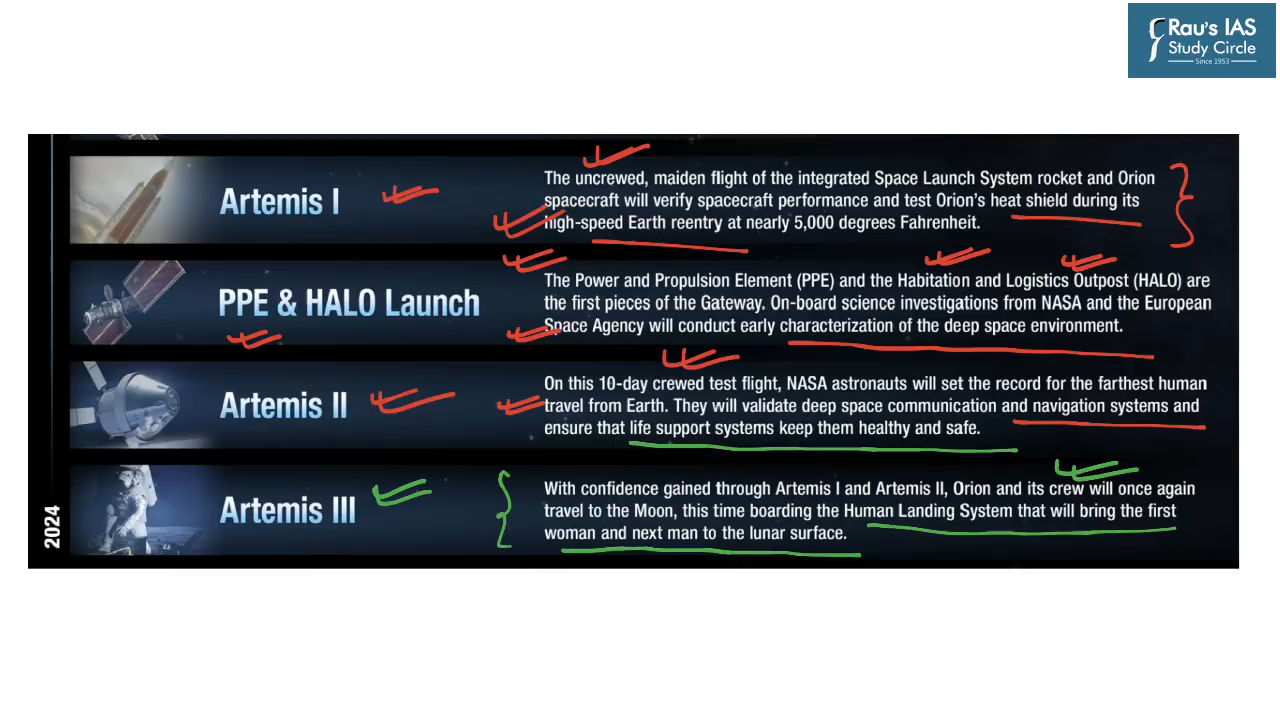 Rau's IAS
Study Circle
Since 1953
Artemis I
The uncrewed, maiden flight of the integrated Space Launch System rocket and Orion
spacecraft will verify spacecraft performance and test Orion's heat shield during its
high-speed Earth reentry at nearly 5,000 degrees Fahrenheit.
PPE & HALO Launch
The Power and Propulsion Element (PPE) and the Habitation and Logistics Outpost (HALO) are
the first pieces of the Gateway. On-board science investigations from NASA and the European
Space Agency will conduct early characterization of the deep space environment.
Artemis II
On this 10-day crewed test flight, NASA astronauts will set the record for the farthest human
travel from Earth. They will validate deep space communication and navigation systems and
ensure that life support systems keep them healthy and safe.
Artemis III
With confidence gained through Artemis I and Artemis II, Orion and its crew will once again
travel to the Moon, this time boarding the Human Landing System that will bring the first
woman and next man to the lunar surface.
2024